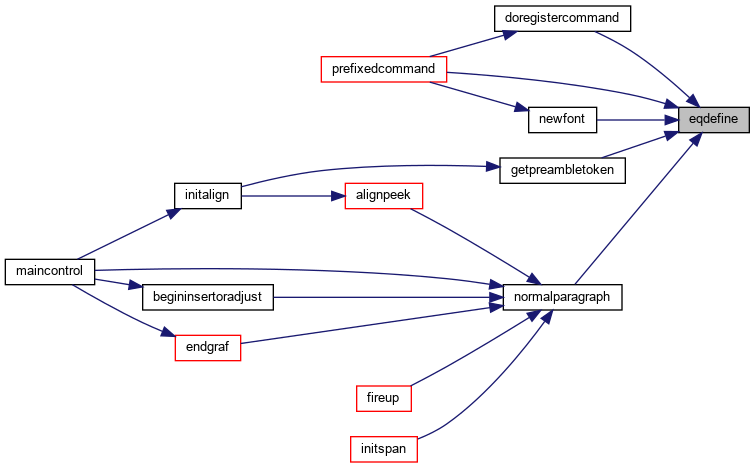 doregistercommand
prefixedcommand
eqdefine
newfont
getpreambletoken
initalign
alignpeek
maincontrol
begininsertoradjust
normalparagraph
endgraf
fireup
initspan